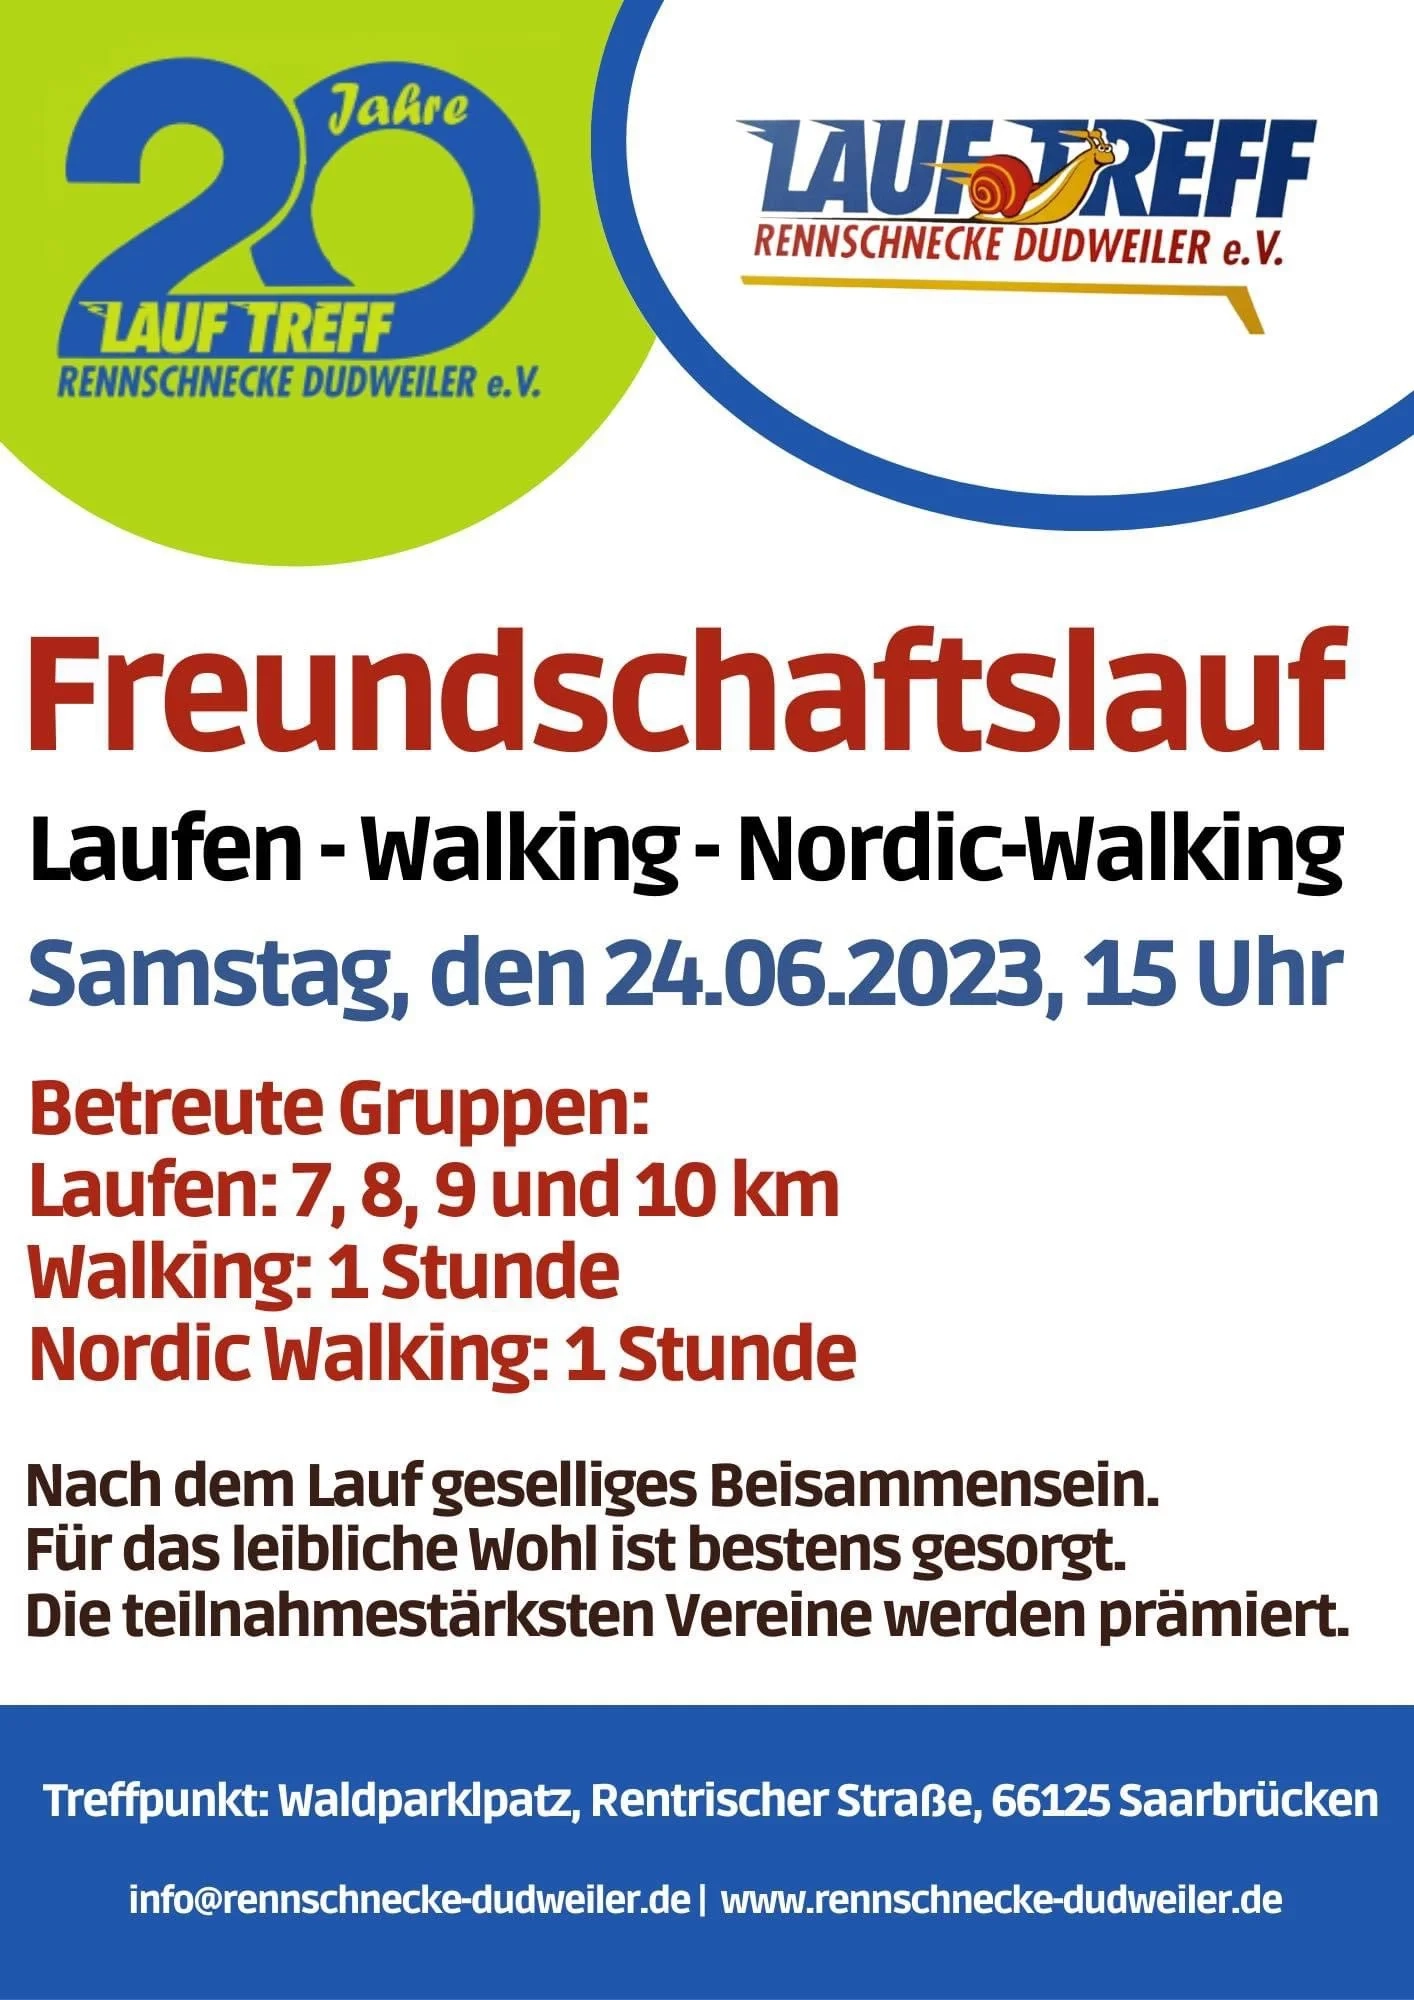 20 Jahre
LAUF TREFF
RENNSCHNECKE DUDWEILER e.V.
LAUF TREFF
RENNSCHNECKE DUDWEILER e.V.
Freundschaftslauf
Laufen - Walking - Nordic-Walking
Samstag, den 24.06.2023, 15 Uhr
Betreute Gruppen:
Laufen: 7, 8, 9 und 10 km
Walking: 1 Stunde
Nordic Walking: 1 Stunde
Nach dem Lauf geselliges Beisammensein.
Für das leibliche Wohl ist bestens gesorgt.
Die teilnahmestärksten Vereine werden prämiert.
Treffpunkt: Waldparklpatz, Rentrischer Straße, 66125 Saarbrücken
info@rennschnecke-dudweiler.de | www.rennschnecke-dudweiler.de